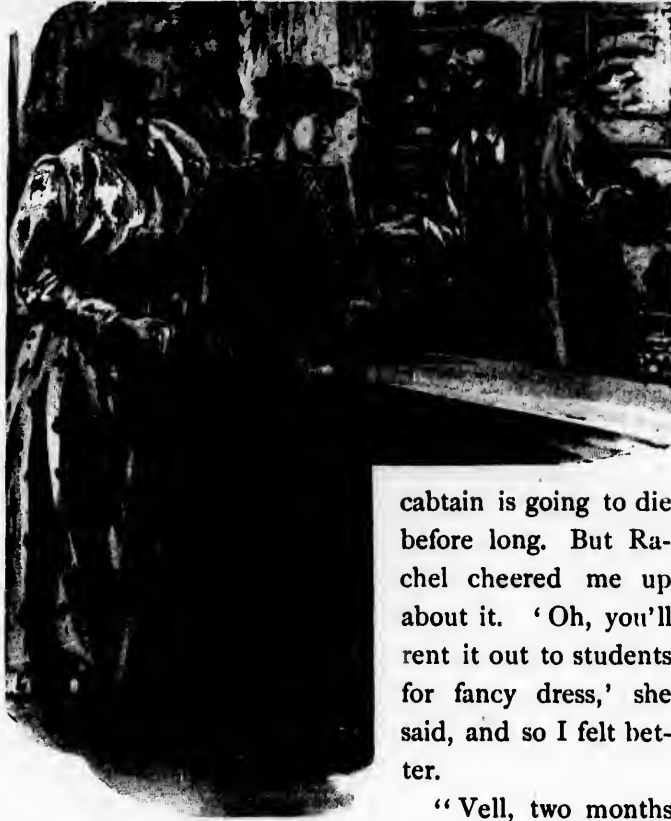 cabtain is going to die
before long. But Ra-
chel cheered me up
about it. ‘Oh, you’ll
rent it out to students
for fancy dress,’ she
said, and so I felt bet-
ter.
“Vell, two months